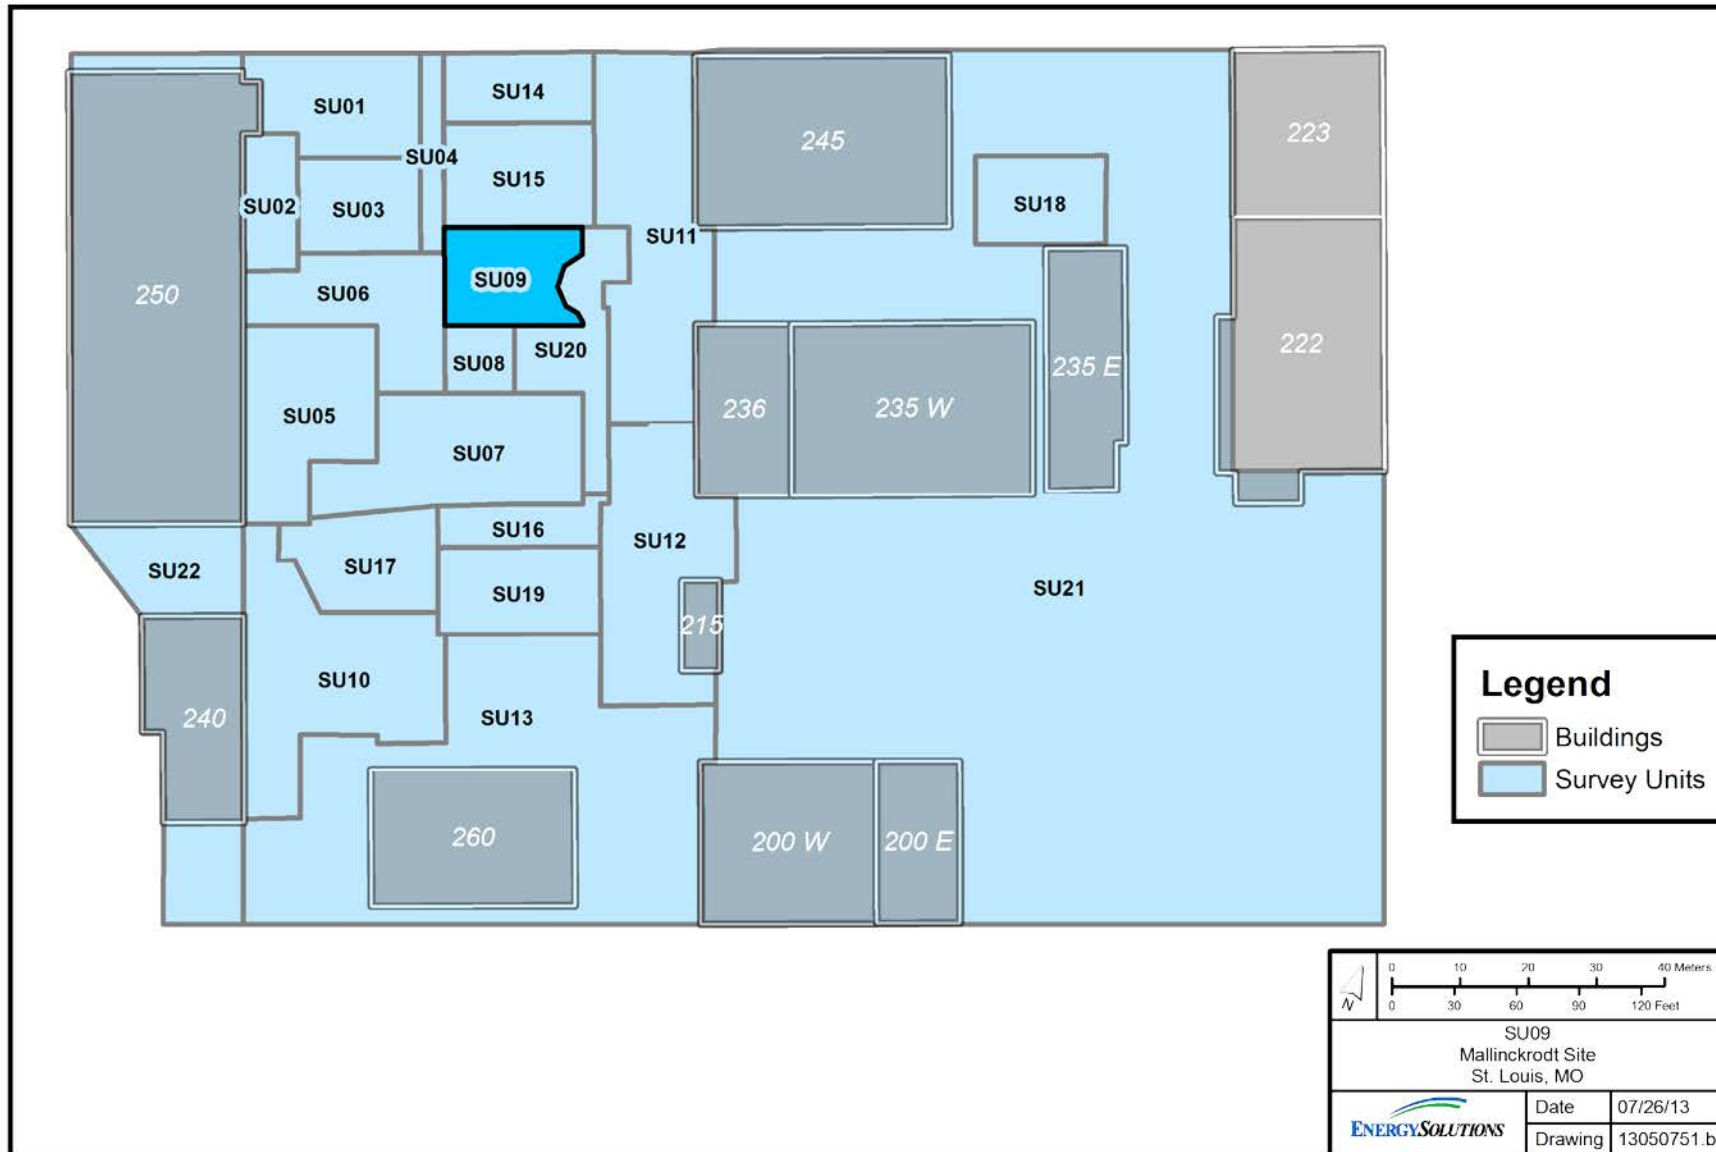 SU01
SU14
245
223
SU04
SU15
SU02
SU03
SU18
SU11
250
SU06
SU09
SU08
SU20
222
235 E
236
235 W
SU05
SU07
SU16
SU12
SU22
SU17
SU19
SU21
215
SU10
SU13
240
260
200 W
200 E
Legend
Buildings
Survey Units
0 10 20 30 40 Meters
N
0 30 60 90 120 Feet
SU09
Mallinckrodt Site
St. Louis, MO
ENERGYSOLUTIONS
Date 07/26/13
Drawing 13050751.b